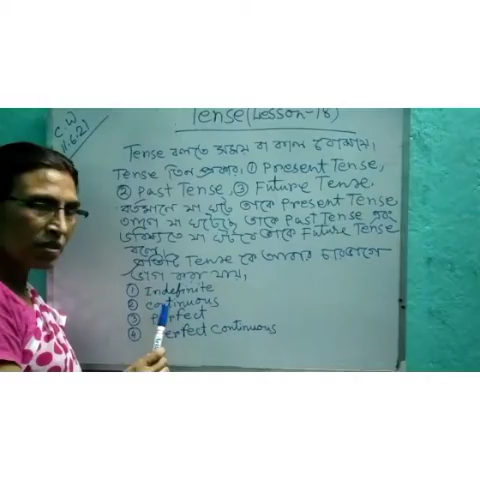 C.W
11.6.21
Tense (Lesson-18)
Tense বলতে সময় বা কাল বোঝায়।
Tense তিন প্রকার, ① Present Tense,
② Past Tense, ③ Future Tense.
বর্তমানে যা ঘটে তাকে Present Tense
যা ঘটেছে তাকে Past Tense এবং
ভবিষ্যতে যা ঘটবে তাকে Future Tense
বলে।
প্রতিটি Tense কে আবার চারভাগে
ভাগ করা যায়,
① Indefinite
② Continuous
③ Perfect
④ Perfect Continuous